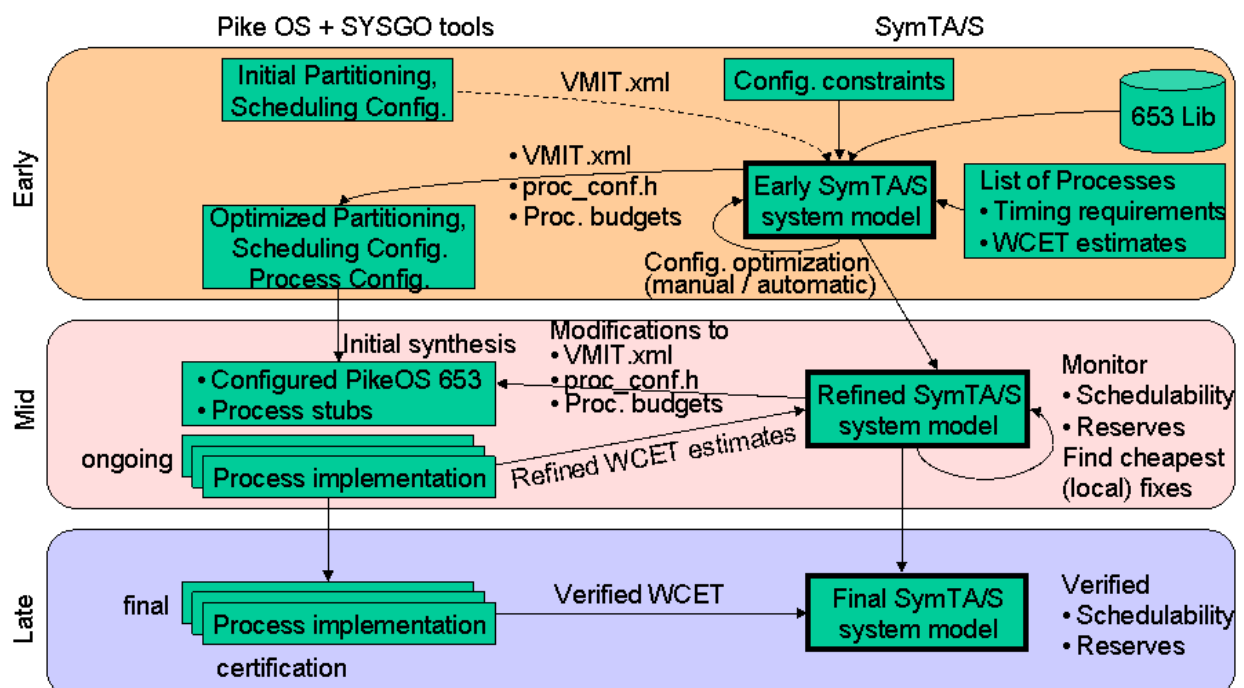 Pike OS + SYSGO tools
SymTA/S
Early
Initial Partitioning,
Scheduling Config.
VMIT.xml
Config. constraints
653 Lib
• VMIT.xml
• proc_conf.h
• Proc. budgets
Early SymTA/S
system model
List of Processes
• Timing requirements
• WCET estimates
Optimized Partitioning,
Scheduling Config.
Process Config.
Config. optimization
(manual / automatic)
Mid
Initial synthesis
Modifications to
• VMIT.xml
• proc_conf.h
• Proc. budgets
• Configured PikeOS 653
• Process stubs
Refined SymTA/S
system model
Monitor
• Schedulability
• Reserves
Find cheapest
(local) fixes
ongoing
Process implementation
Refined WCET estimates
Late
final
Process implementation
certification
Verified WCET
Final SymTA/S
system model
Verified
• Schedulability
• Reserves